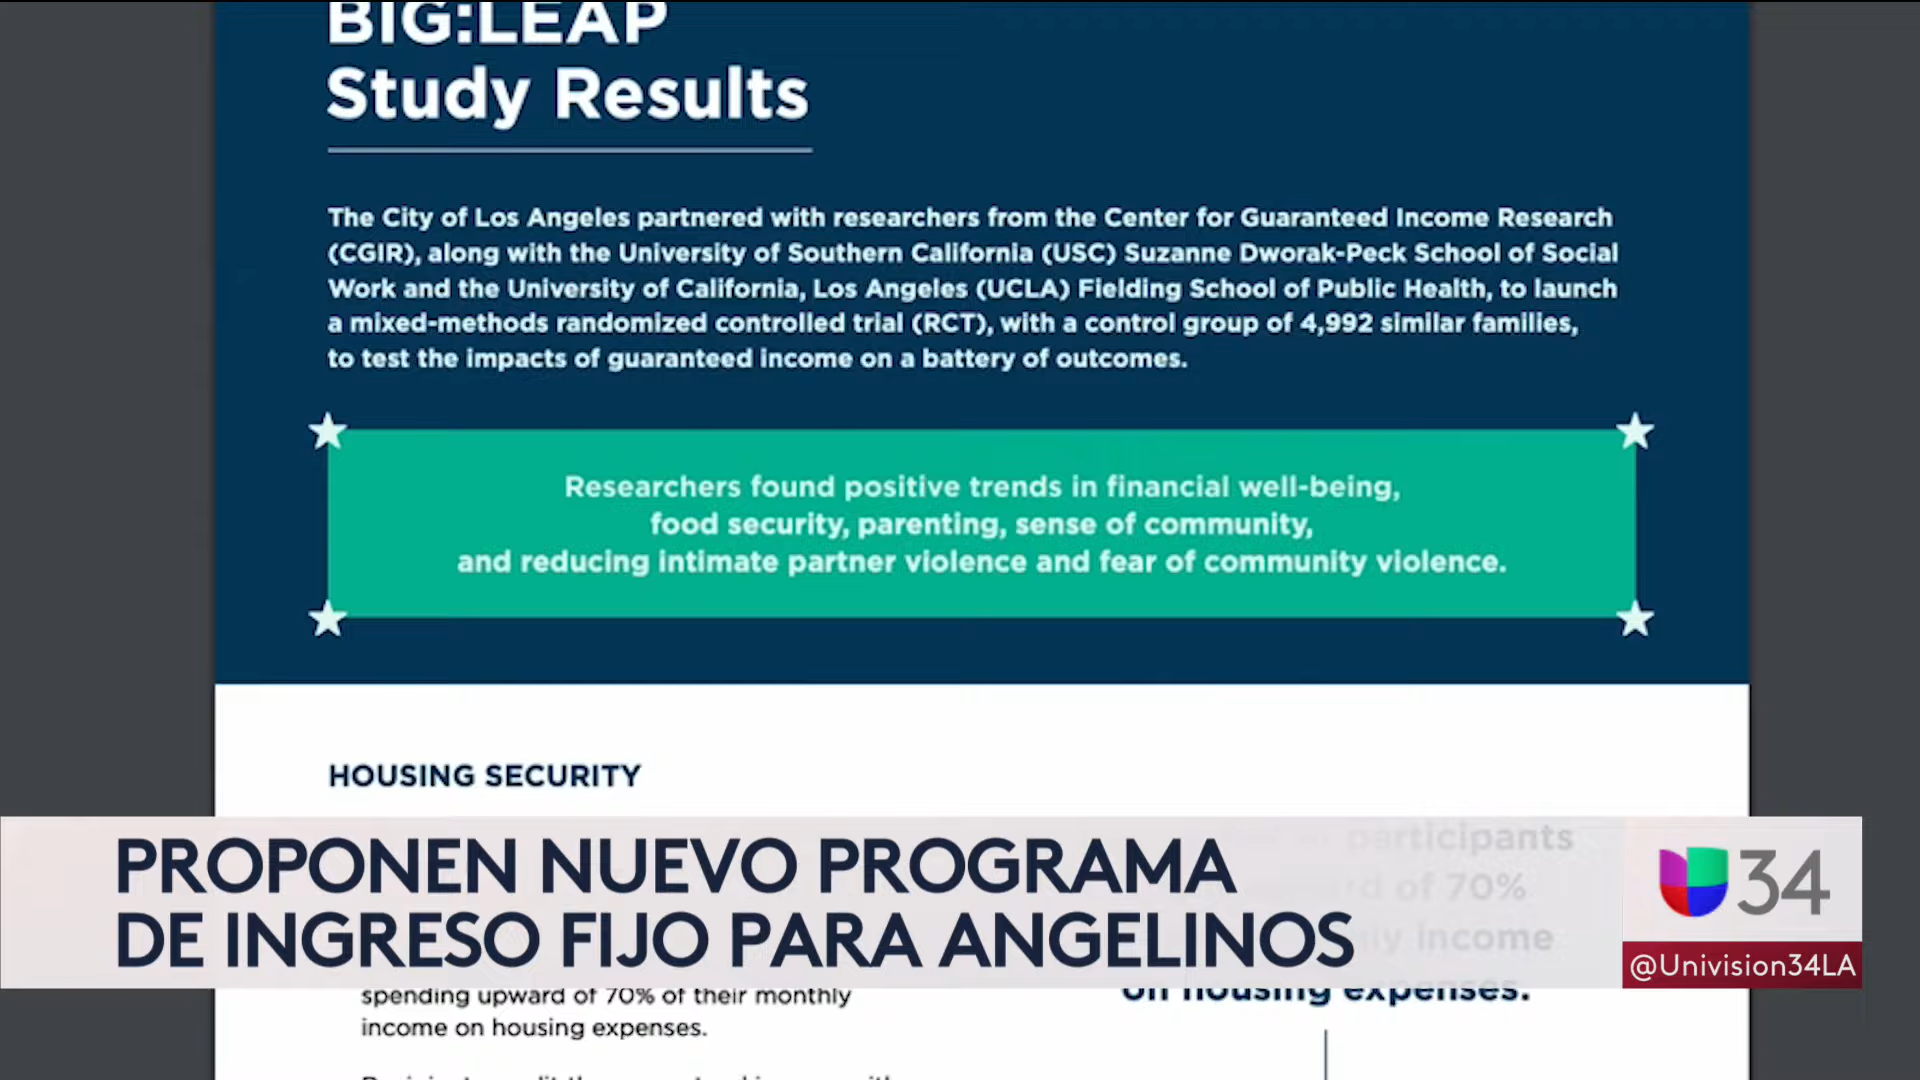 BIG:LEAP
Study Results
The City of Los Angeles partnered with researchers from the Center for Guaranteed Income Research
(CGIR), along with the University of Southern California (USC) Suzanne Dworak-Peck School of Social
Work and the University of California, Los Angeles (UCLA) Fielding School of Public Health, to launch
a mixed-methods randomized controlled trial (RCT), with a control group of 4,992 similar families,
to test the impacts of guaranteed income on a battery of outcomes.
Researchers found positive trends in financial well-being,
food security, parenting, sense of community,
and reducing intimate partner violence and fear of community violence.
HOUSING SECURITY
participants
of 70%
income
on housing expenses.
PROPONEN NUEVO PROGRAMA
DE INGRESO FIJO PARA ANGELINOS
34
@Univision34LA
spending upward of 70% of their monthly
income on housing expenses.